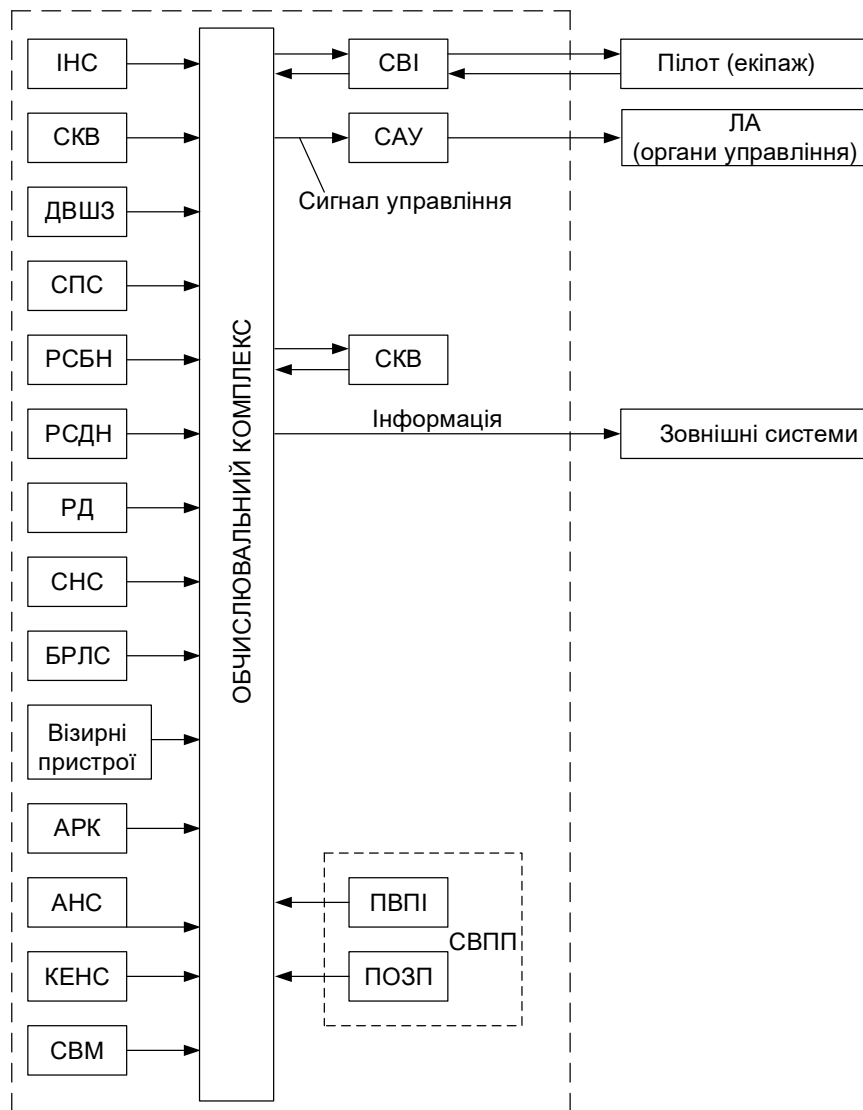 ІНС
СКВ
ДВШЗ
СПС
РСБН
РСДН
РД
СНС
БРЛС
Візирні
пристрої
АРК
АНС
КЕНС
СВМ
ОБЧИСЛЮВАЛЬНИЙ КОМПЛЕКС
СВІ
САУ
Сигнал управління
СКВ
Інформація
ПВПІ
СВПП
ПОЗП
Пілот (екіпаж)
ЛА
(органи управління)
Зовнішні системи